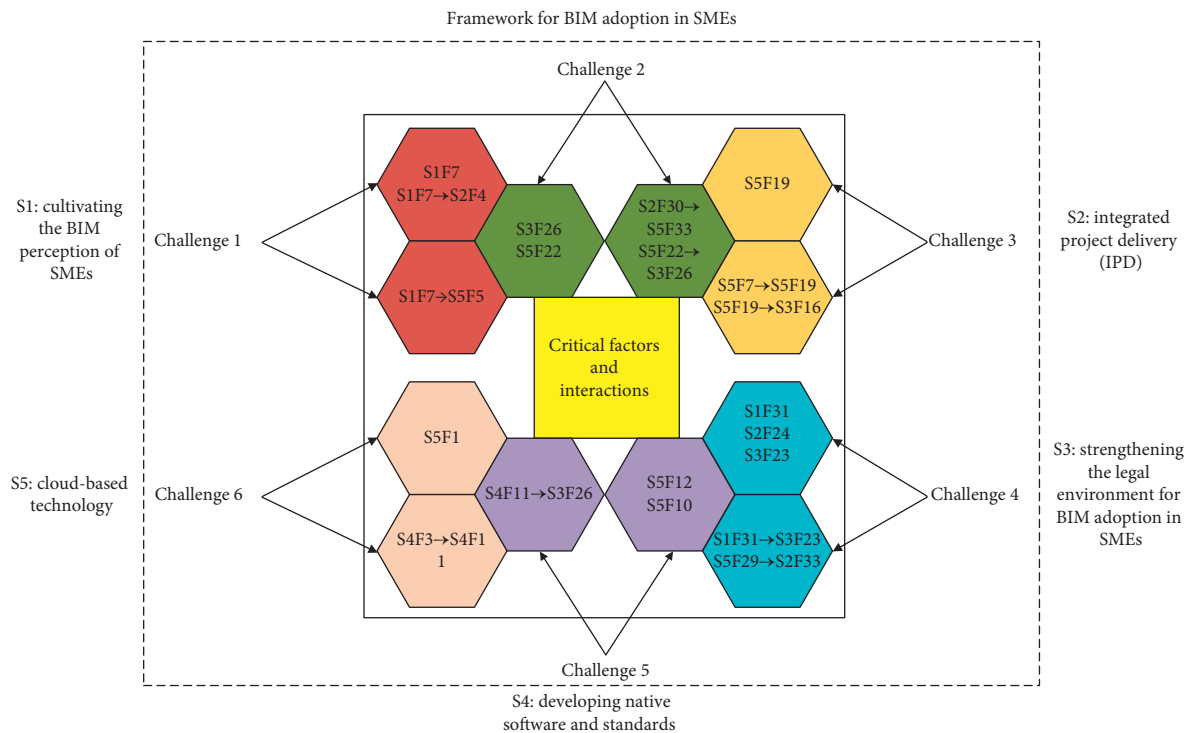 Framework for BIM adoption in SMEs
Challenge 2
S1F7
S1F7→S2F4
S3F26
S5F22
S2F30→
S5F33
S5F22→
S3F26
S5F19
S1: cultivating
the BIM
perception of
SMEs
Challenge 1
Challenge 3
S2: integrated
project delivery
(IPD)
S1F7→S5F5
S5F7→S5F19
S5F19→S3F16
Critical factors
and
interactions
S5F1
S1F31
S2F24
S3F23
S5: cloud-based
technology
Challenge 6
S4F11→S3F26
S5F12
S5F10
Challenge 4
S3: strengthening
the legal
environment for
BIM adoption in
SMEs
S4F3→S4F1
1
S1F31→S3F23
S5F29→S2F33
Challenge 5
S4: developing native
software and standards